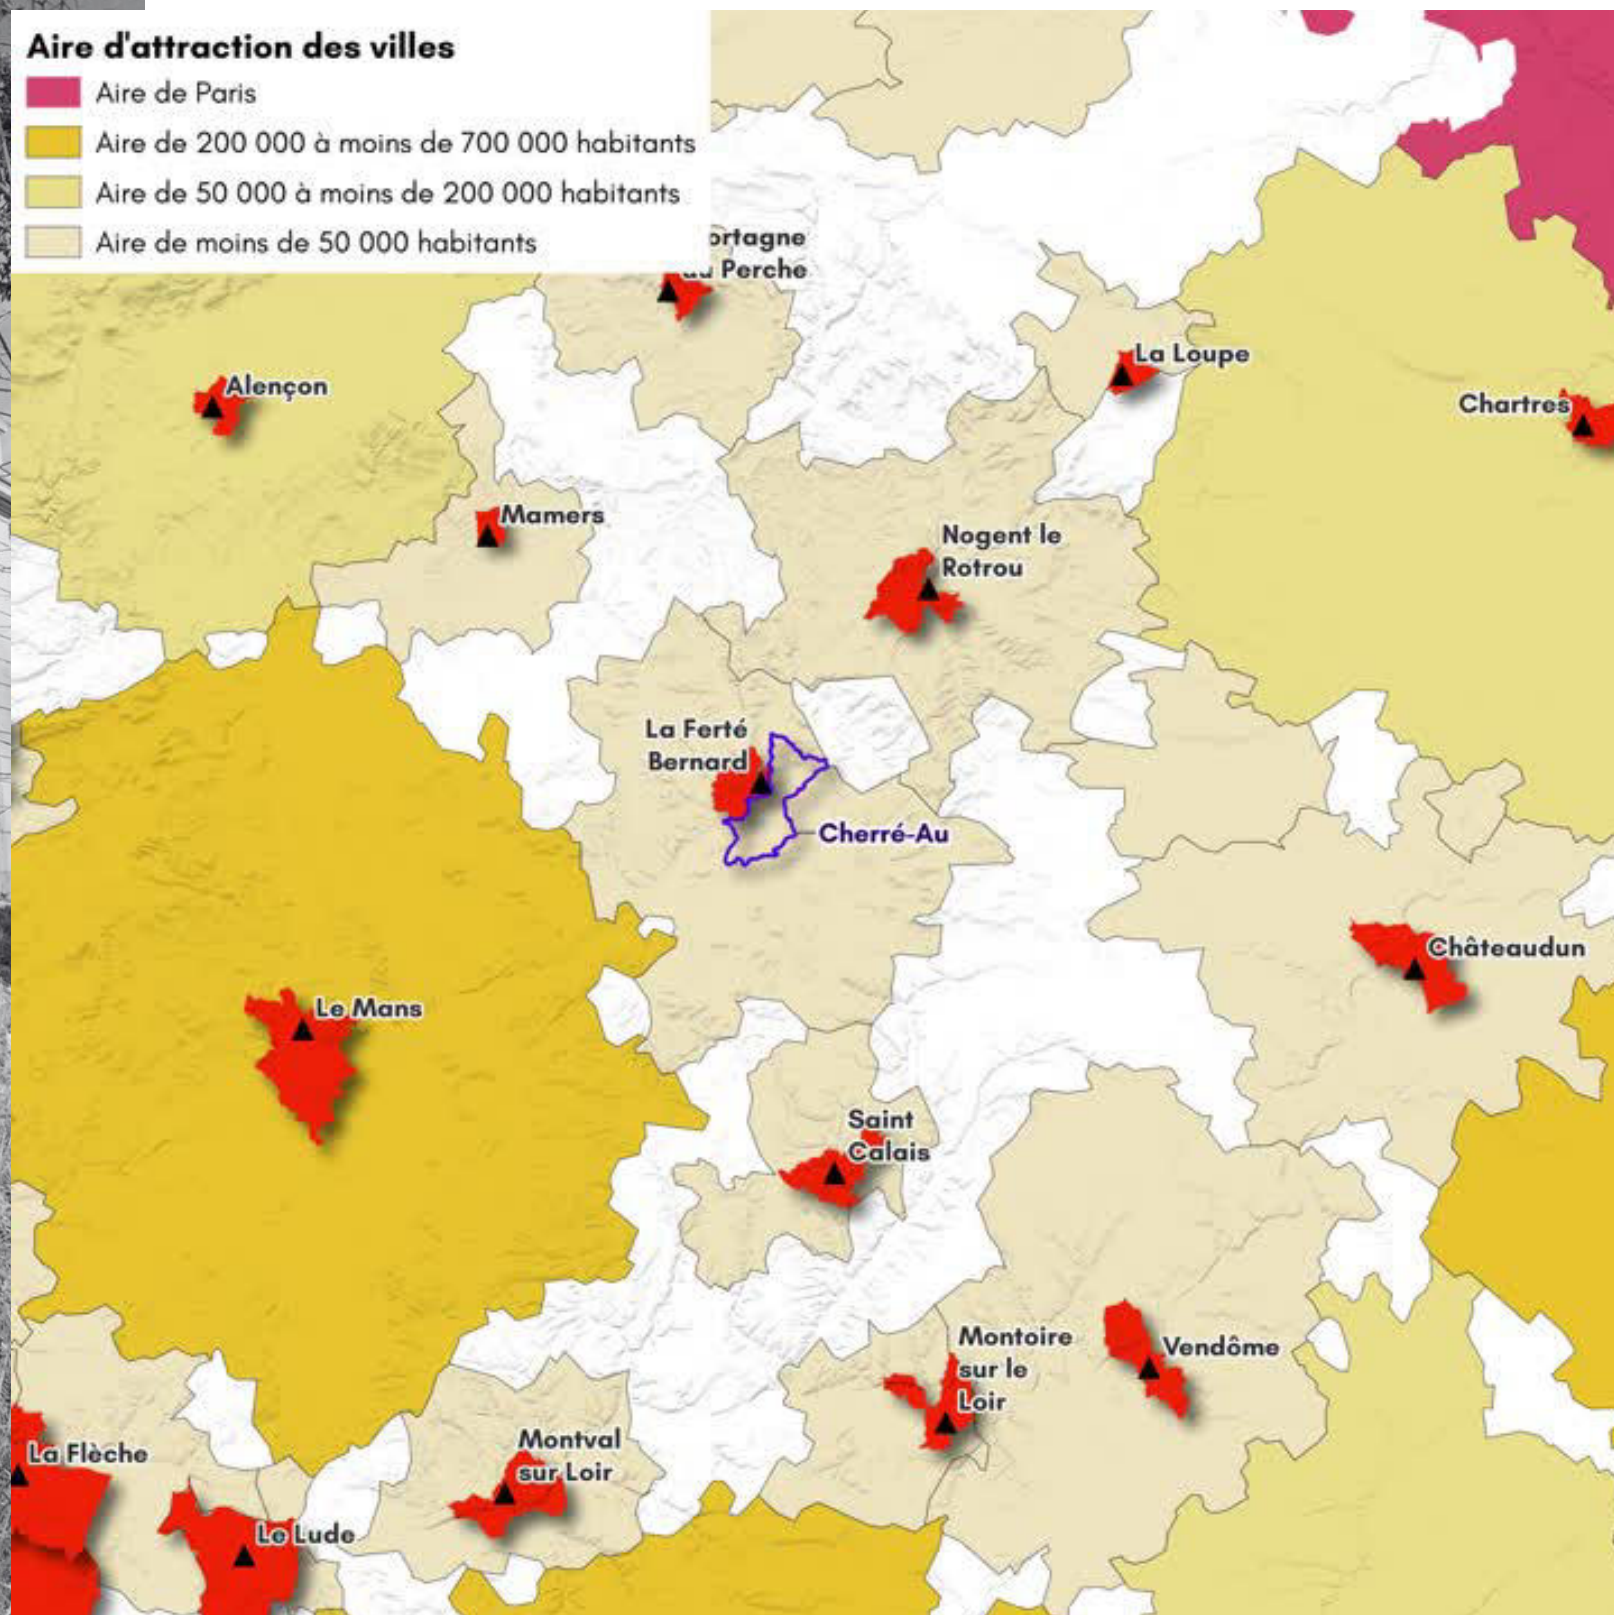 Aire d'attraction des villes
Aire de Paris
Aire de 200 000 à moins de 700 000 habitants
Aire de 50 000 à moins de 200 000 habitants
Aire de moins de 50 000 habitants
ortagne
au Perche
La Loupe
Alençon
Chartres
Mamers
Nogent le
Rotrou
La Ferté
Bernard
Cherré-Au
Châteaudun
Le Mans
Saint
Calais
Montoire
sur le
Loir
Vendôme
Montval
sur Loir
La Flèche
Le Lude